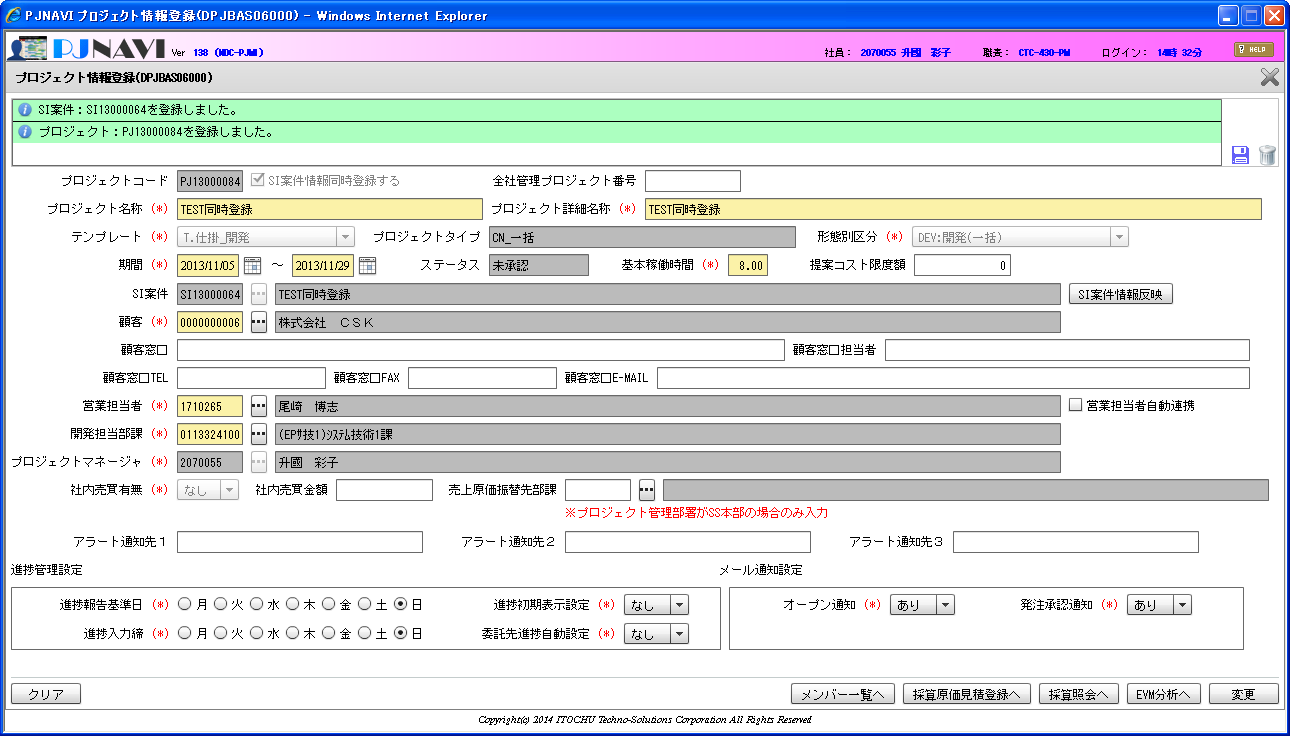 PJNAVI プロジェクト情報登録(DPJBAS06000) - Windows Internet Explorer
PJNAVI Ver 138 (NDC-PJMI) 社員： 2070055 升國 彩子 職責： CTC-430-PM ログイン： 14時 32分 ? HELP
プロジェクト情報登録(DPJBAS06000)
SI案件：SI13000064を登録しました。
プロジェクト：PJ13000084を登録しました。
プロジェクトコード PJ13000084 SI案件情報同時登録する 全社管理プロジェクト番号
プロジェクト名称 (*) TEST同時登録 プロジェクト詳細名称 (*) TEST同時登録
テンプレート (*) T.仕掛_開発 プロジェクトタイプ CN_一括 形態別区分 (*) DEV:開発(一括)
期間 (*) 2013/11/05 ～ 2013/11/29 ステータス 未承認 基本稼働時間 (*) 8.00 提案コスト限度額 0
SI案件 SI13000064 ... TEST同時登録 SI案件情報反映
顧客 (*) 0000000006 ... 株式会社 ＣＳＫ
顧客窓口 顧客窓口担当者
顧客窓口TEL 顧客窓口FAX 顧客窓口E-MAIL
営業担当者 (*) 1710265 ... 尾崎 博志 営業担当者自動連携
開発担当部課 (*) 0113324100 ... (EPｻ技1)ｼｽﾃﾑ技術1課
プロジェクトマネージャ (*) 2070055 ... 升國 彩子
社内売買有無 (*) なし 社内売買金額 売上原価振替先部課 ...
※プロジェクト管理部署がSS本部の場合のみ入力
アラート通知先１ アラート通知先２ アラート通知先３
進捗管理設定 メール通知設定
進捗報告基準日 (*) 月 火 水 木 金 土 日 進捗初期表示設定 (*) なし オープン通知 (*) あり 発注承認通知 (*) あり
進捗入力締 (*) 月 火 水 木 金 土 日 委託先進捗自動設定 (*) なし
クリア メンバー一覧へ 採算原価見積登録へ 採算照会へ EVM分析へ 変更
Copyright(c) 2014 ITOCHU Techno-Solutions Corporation All Rights Reserved